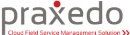 praxedo
Cloud Field Service Management Solution >>